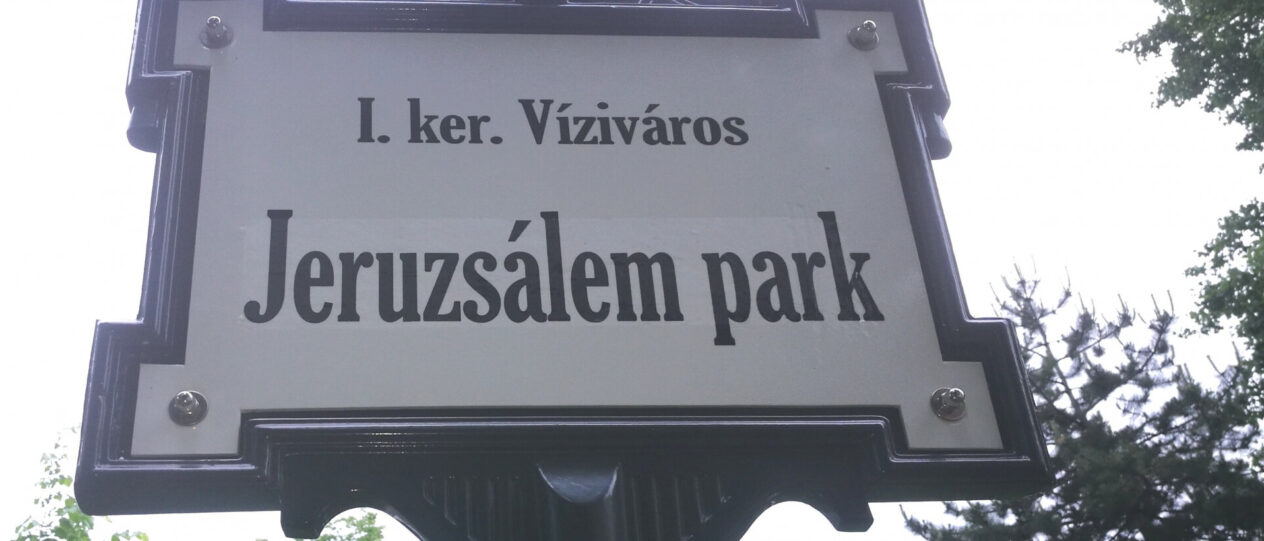 I. ker. Víziváros
Jeruzsálem park